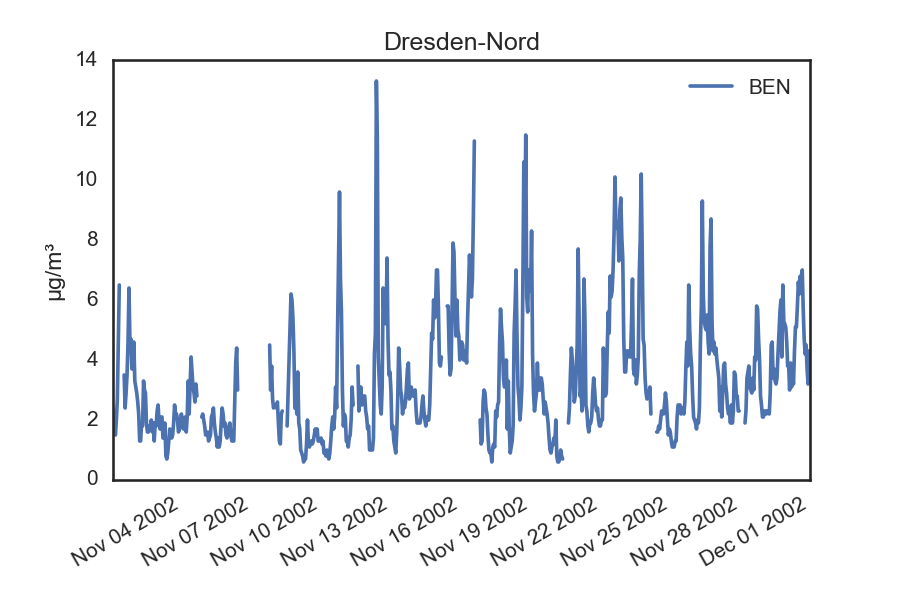 Dresden-Nord
BEN
µg/m³
14
12
10
8
6
4
2
0
Nov 04 2002
Nov 07 2002
Nov 10 2002
Nov 13 2002
Nov 16 2002
Nov 19 2002
Nov 22 2002
Nov 25 2002
Nov 28 2002
Dec 01 2002